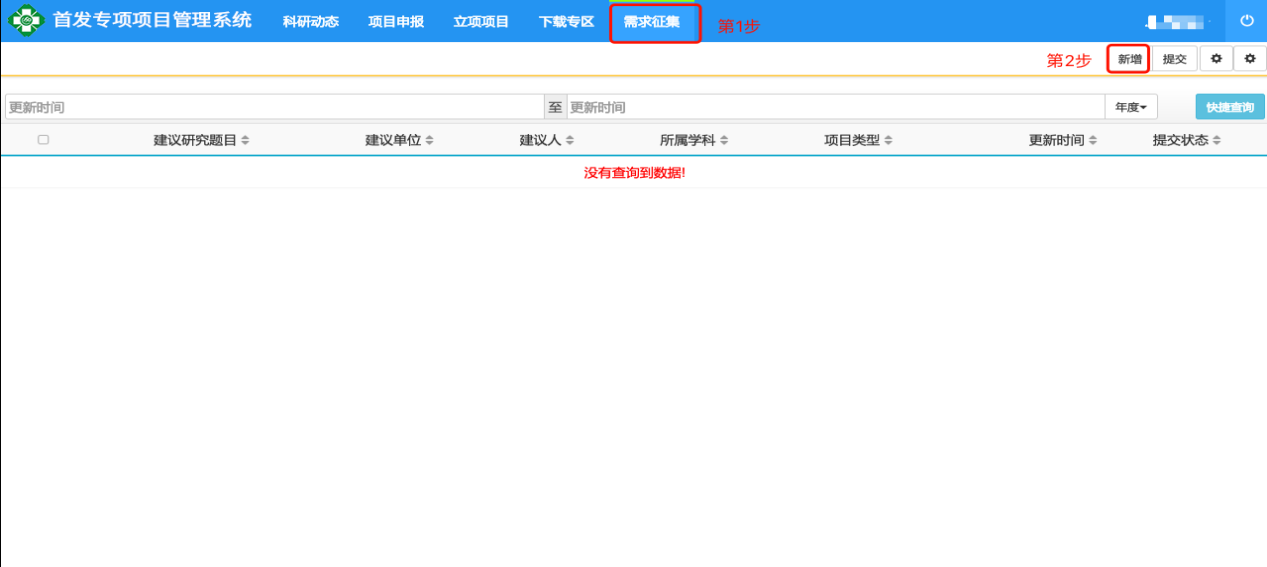 首发专项项目管理系统 科研动态 项目申报 立项项目 下载专区 需求征集 第1步
第2步 新增 提交
更新时间 至 更新时间 年度 快捷查询
建议研究题目 建议单位 建议人 所属学科 项目类型 更新时间 提交状态
没有查询到数据!